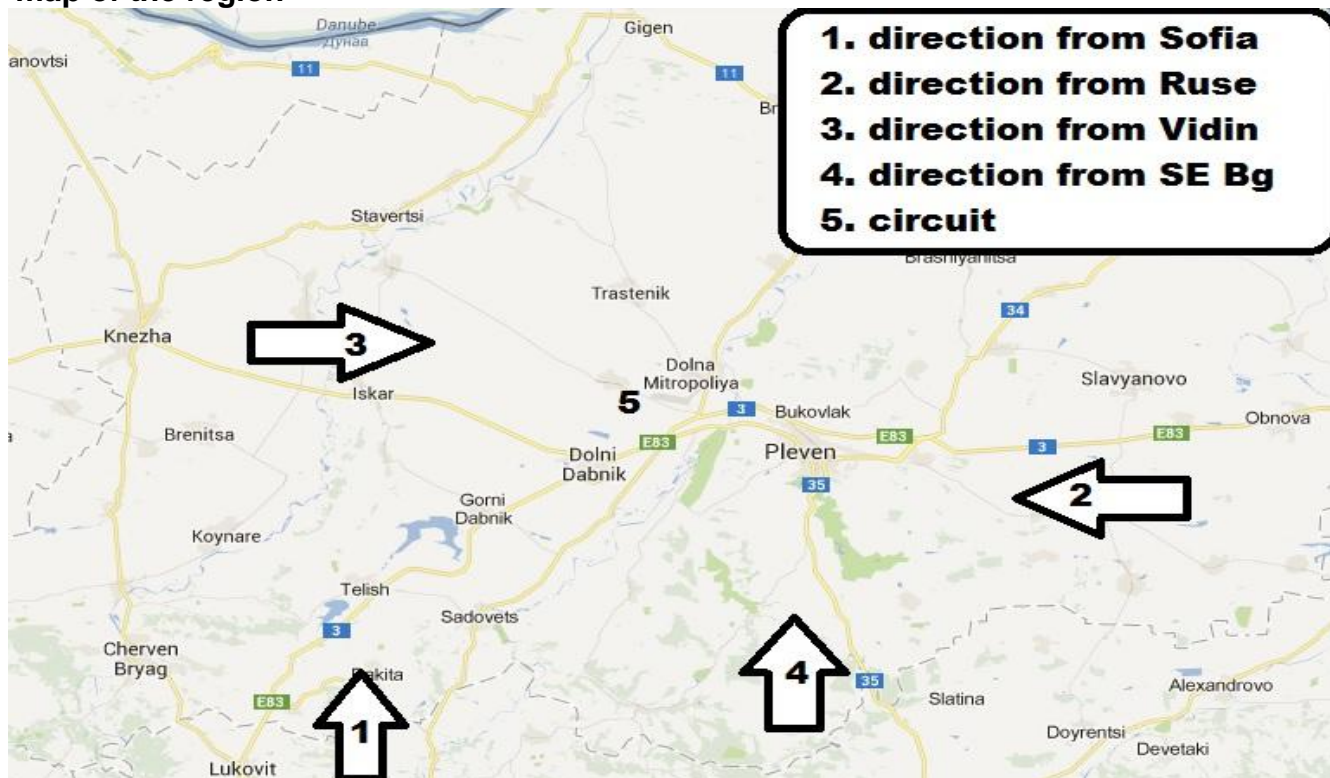 map of the region
Danube
Дунав
Gigen
anovtsi
11
11
Br
1. direction from Sofia
2. direction from Ruse
3. direction from Vidin
4. direction from SE Bg
5. circuit
Stavertsi
Brashlyanitsa
Trastenik
34
Knezha
3
Dolna
Mitropoliya
Slavyanovo
Iskar
5
3
Bukovlak
Obnova
Brenitsa
E83
E83
3
E83
Dolni
Dabnik
Pleven
35
2
Gorni
Dabnik
Koynare
Telish
Sadovets
3
Cherven
Bryag
Rakita
4
35
Alexandrovo
E83
Slatina
1
Doyrentsi
Devetaki
Lukovit